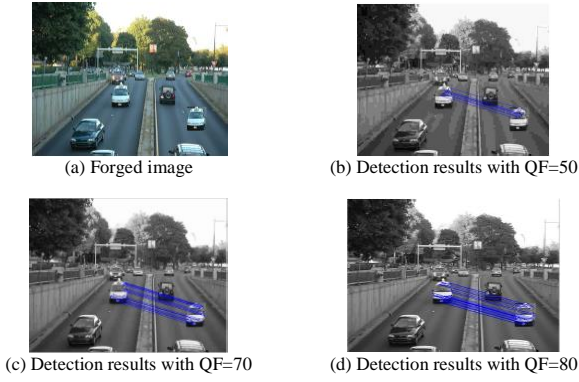 (a) Forged image
(b) Detection results with QF=50
(c) Detection results with QF=70
(d) Detection results with QF=80